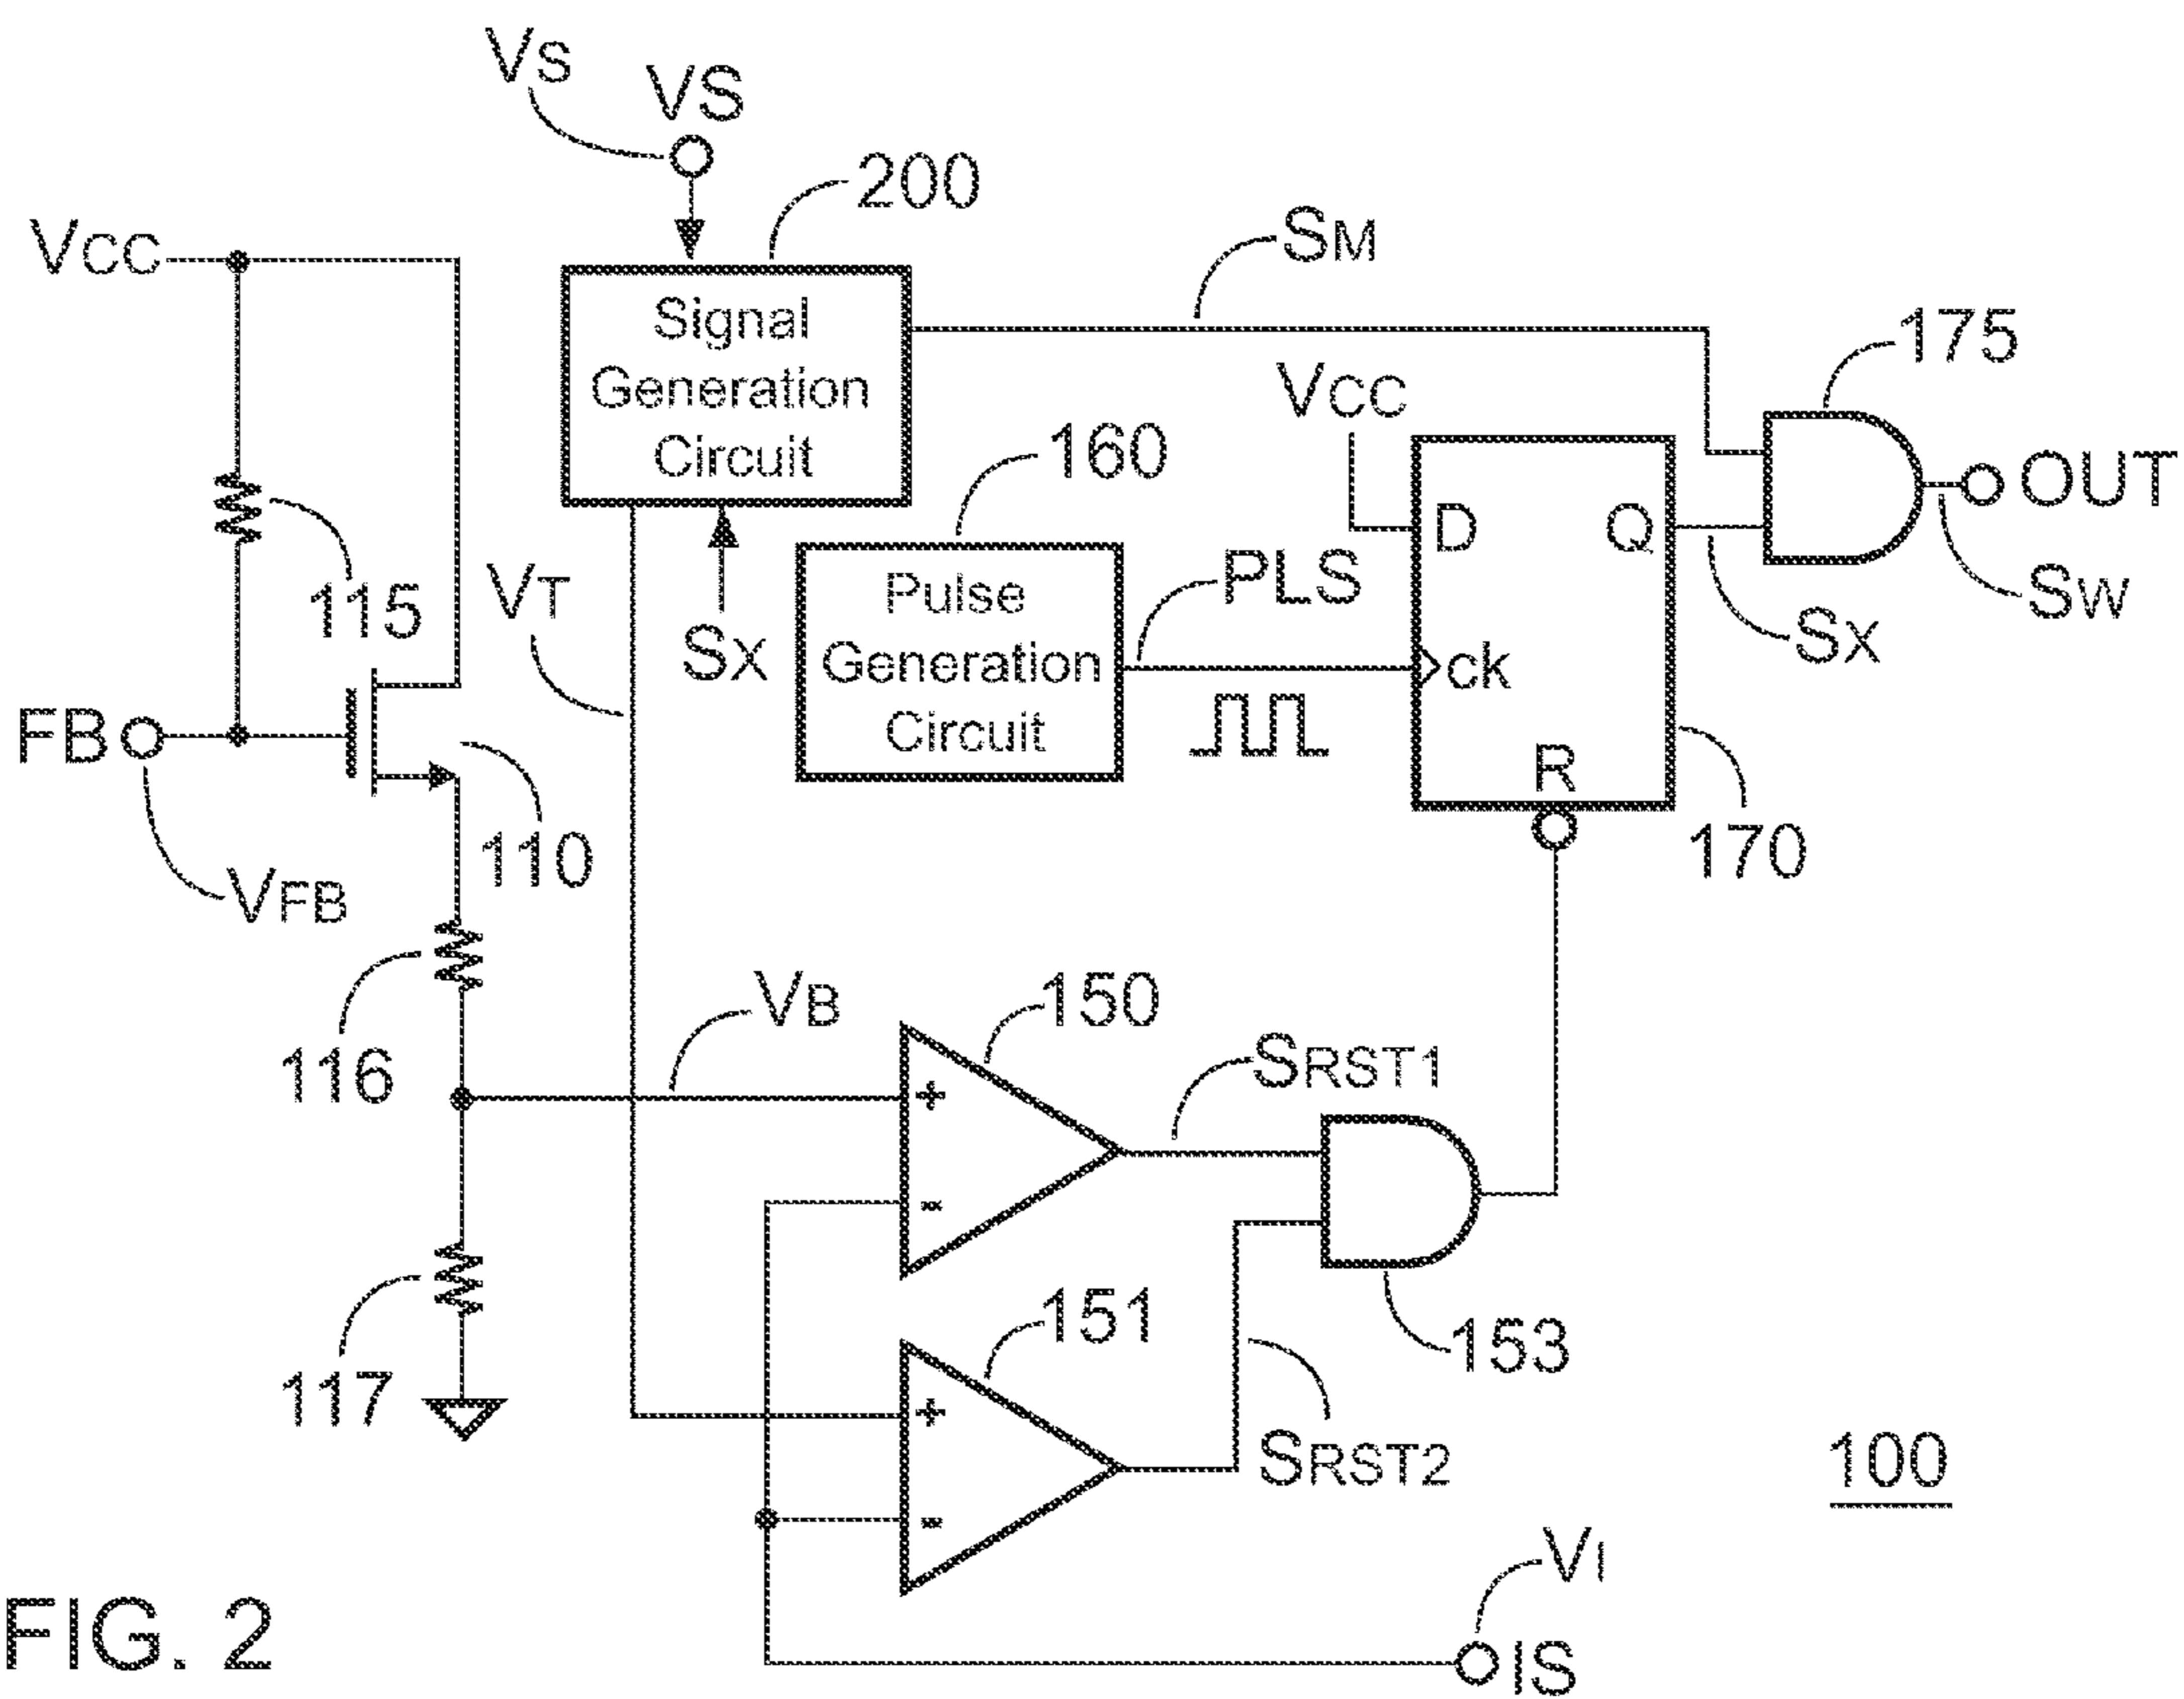 VS
VS
200
VCC
SM
Signal
Generation
Circuit
175
VCC
160
OUT
D
Q
115
VT
SX
Pulse
Generation
Circuit
PLS
ck
SX
SW
FB
R
110
170
VFB
VB
150
116
+
SRST1
-
151
153
117
+
SRST2
-
100
VI
IS
FIG. 2